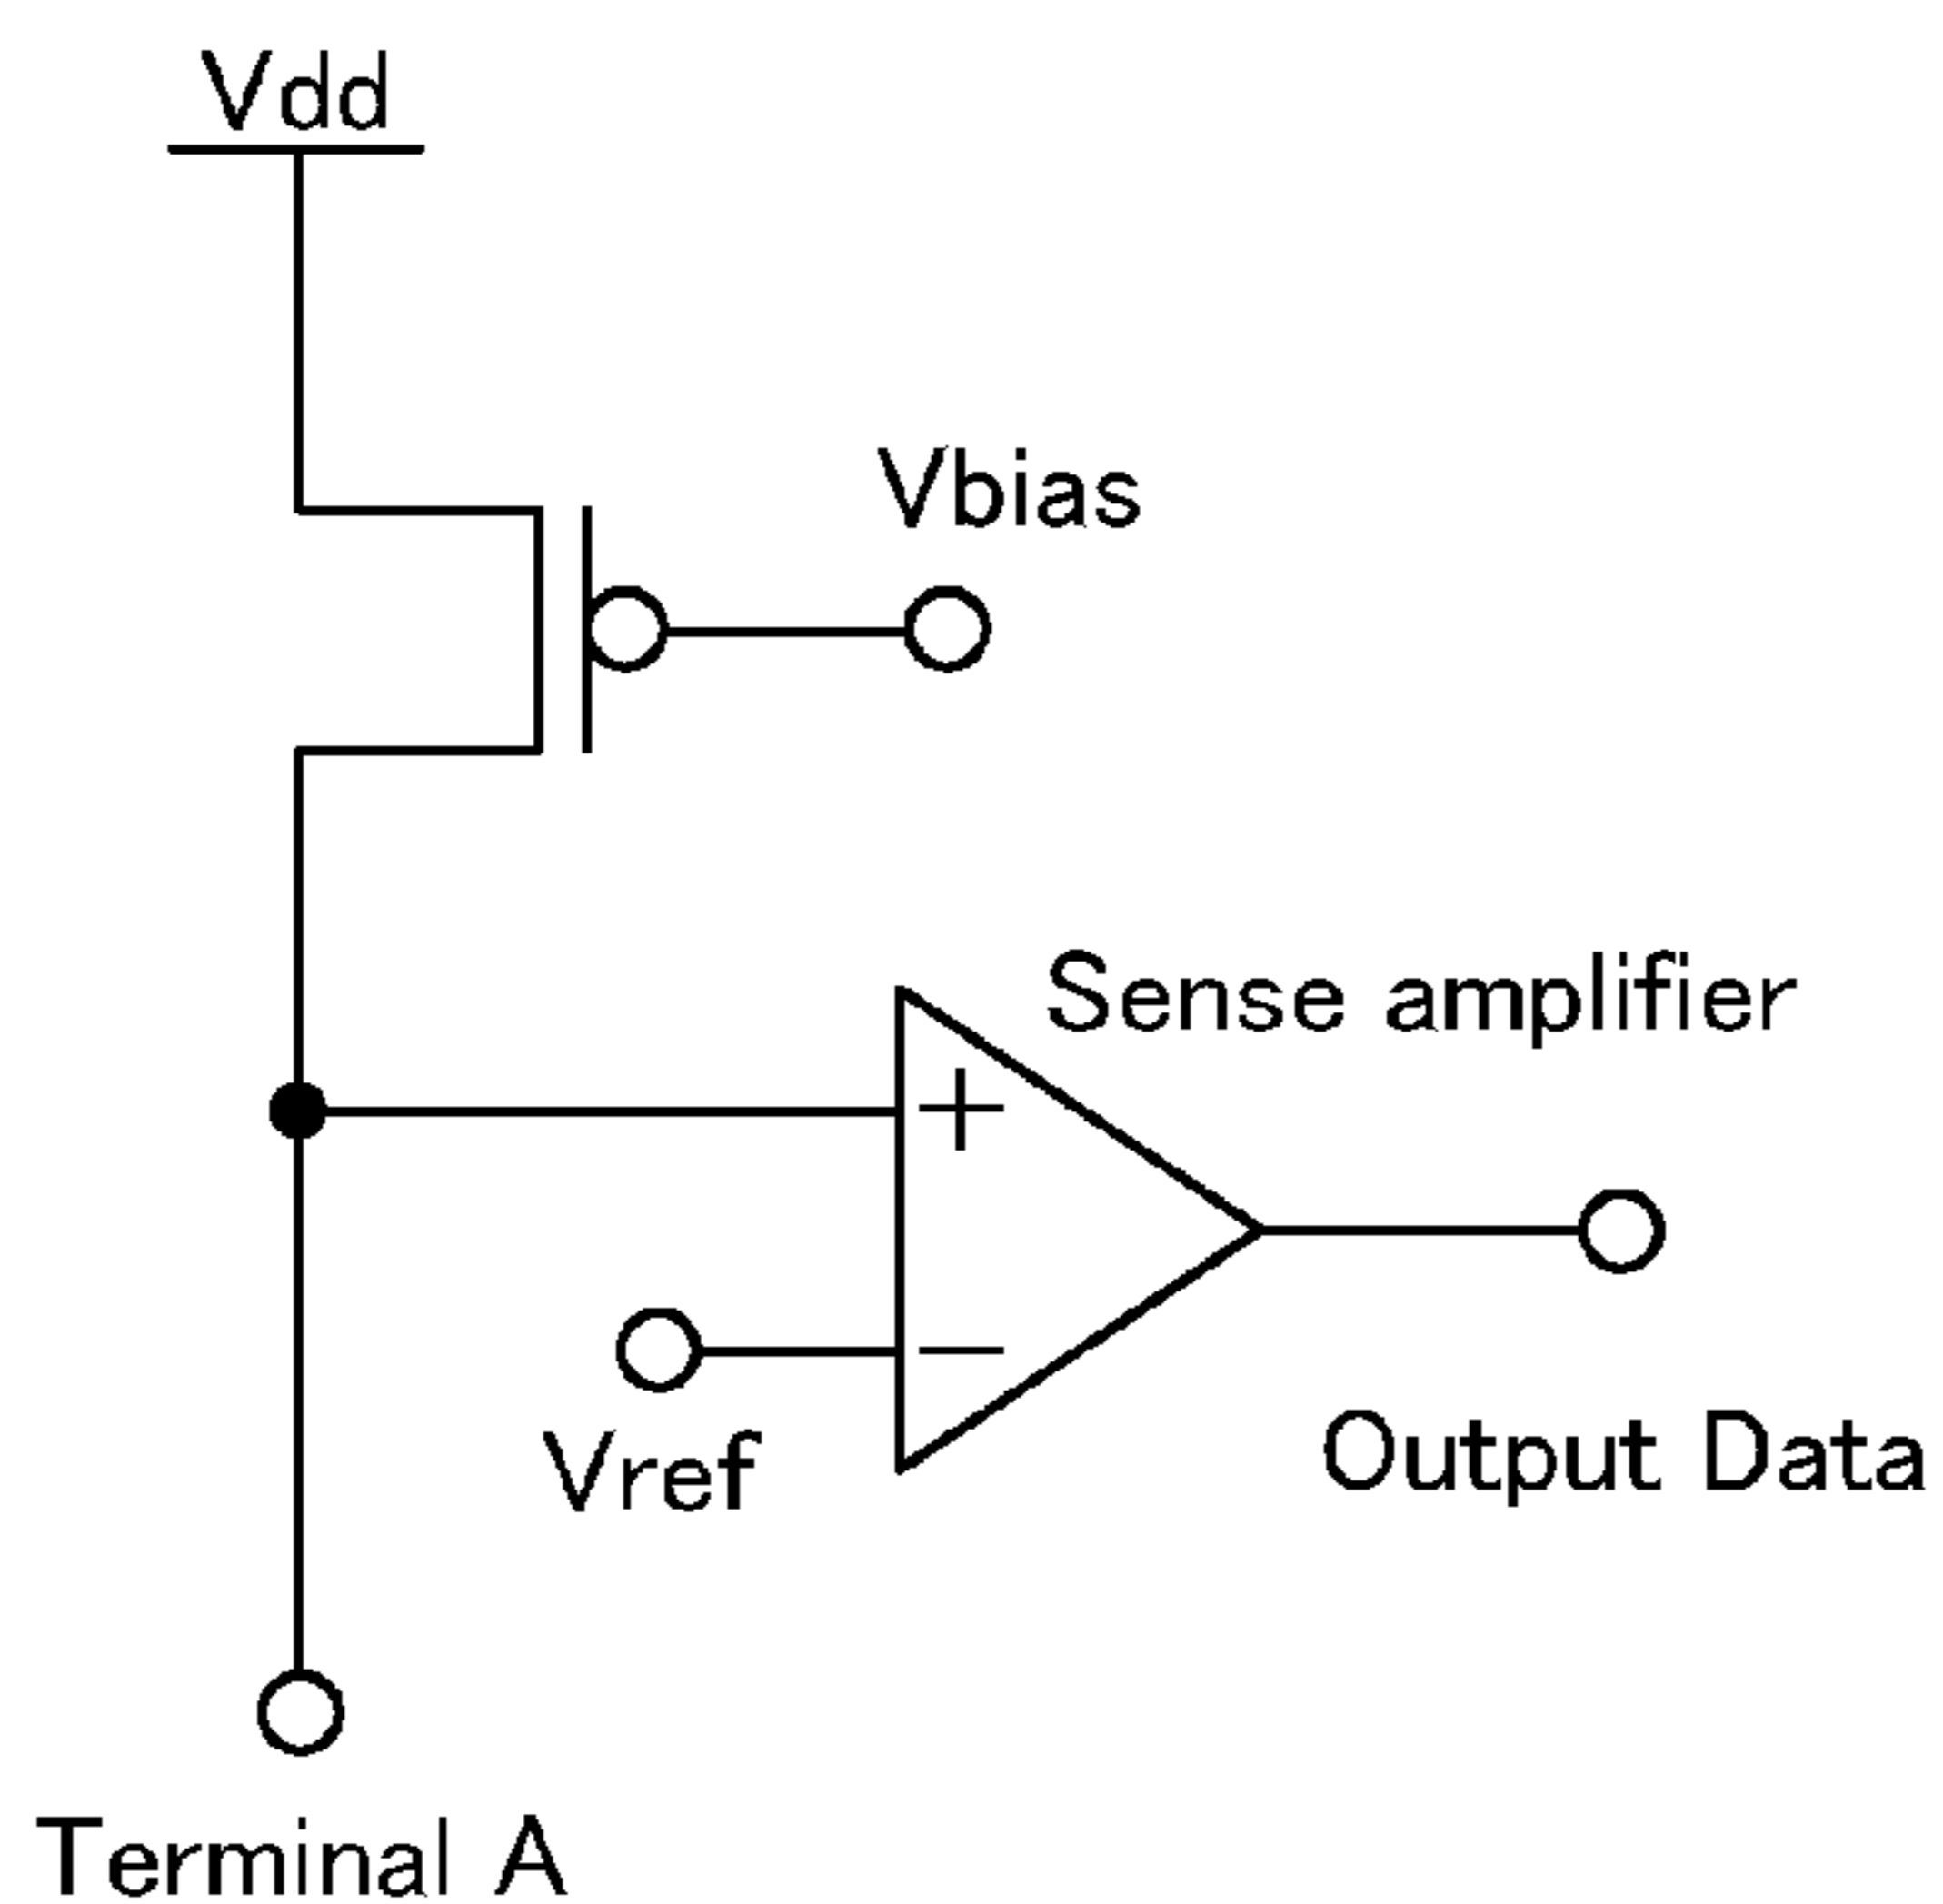 Vdd
Vbias
Sense amplifier
+
−
Vref
Output Data
Terminal A